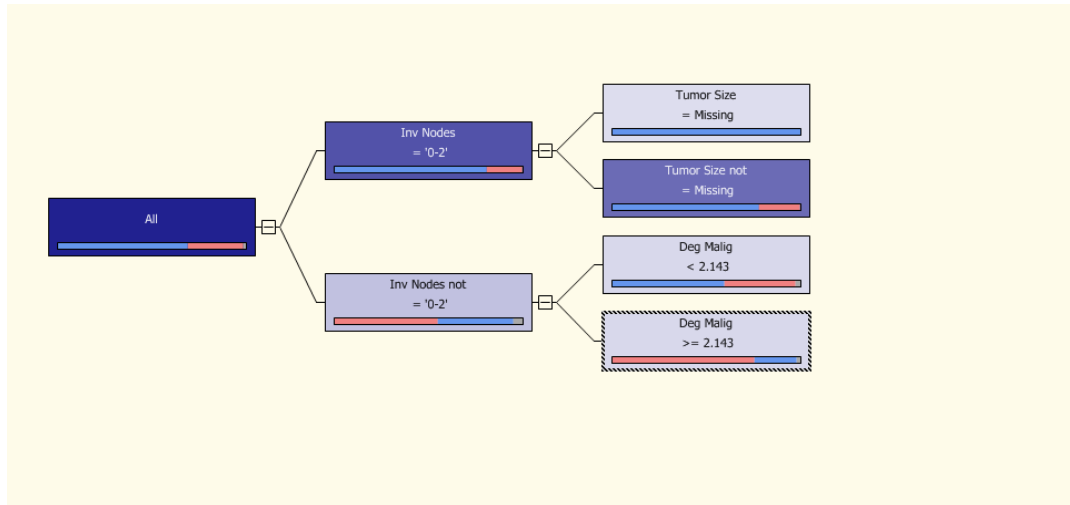 All
Inv Nodes
= '0-2'
Inv Nodes not
= '0-2'
Tumor Size
= Missing
Tumor Size not
= Missing
Deg Malig
< 2.143
Deg Malig
>= 2.143